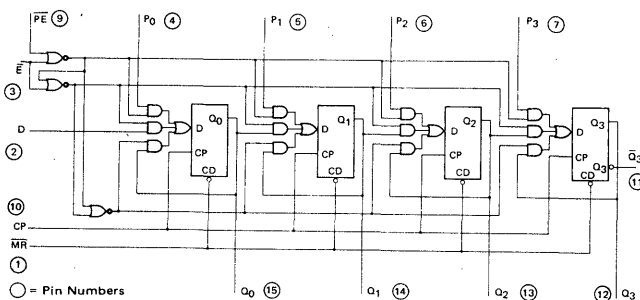 P̅E̅ 9 P0 4 P1 5 P2 6 P3 7
E̅
3
D
2
D Q0 D Q1 D Q2 D Q3
CP CP CP CP Q3 Q̅3
CD CD CD CD 11
10
CP
M̅R̅
1
= Pin Numbers Q0 15 Q1 14 Q2 13 12 Q3